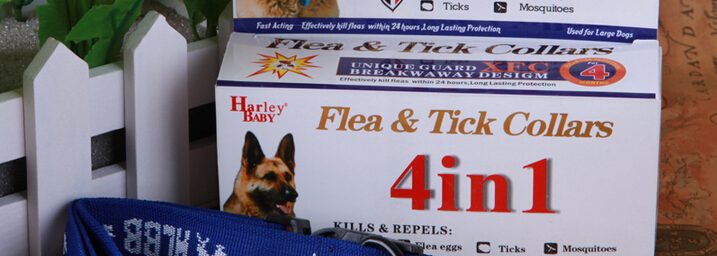 Ticks Mosquitoes
Fast Acting Effectively kill fleas within 24 hours ,Long Lasting Protection Used for Large Dogs
Flea & Tick Collars
UNIQUE GUARD XFC
BREAKWAWAY DESIGM
4
Effectively kill fleas within 24 hours,Long Lasting Protection
Harley®
BABY
Flea & Tick Collars
4in1
KILLS & REPELS:
Flea eggs Ticks Mosquitoes